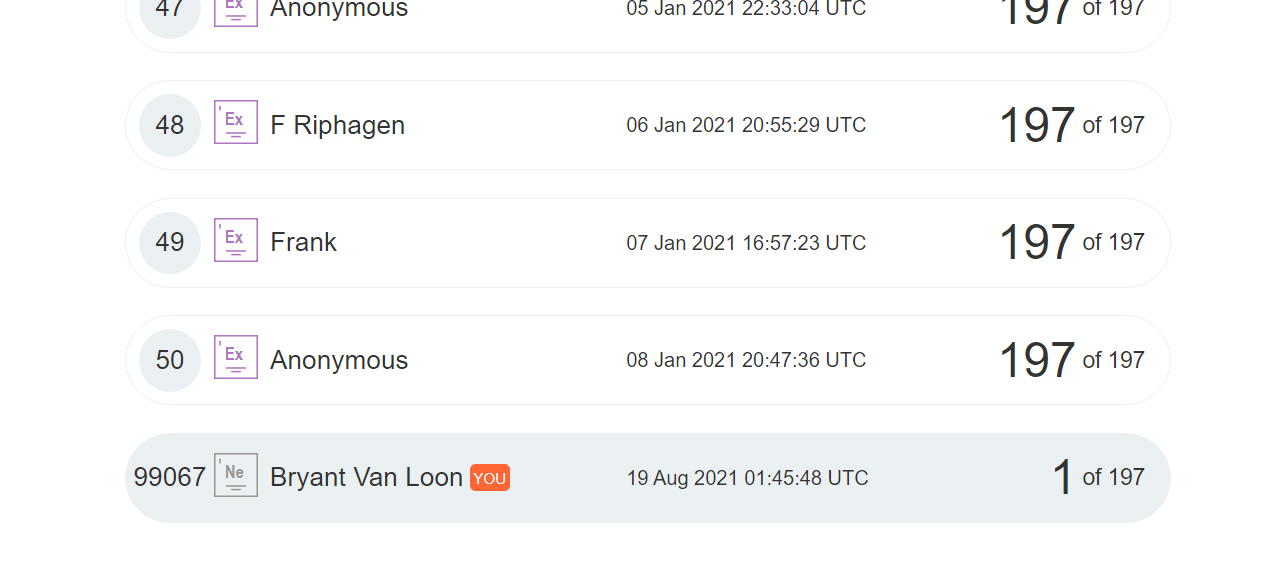 47 Ex Anonymous 05 Jan 2021 22:33:04 UTC 197 of 197
48 Ex F Riphagen 06 Jan 2021 20:55:29 UTC 197 of 197
49 Ex Frank 07 Jan 2021 16:57:23 UTC 197 of 197
50 Ex Anonymous 08 Jan 2021 20:47:36 UTC 197 of 197
99067 Ne Bryant Van Loon YOU 19 Aug 2021 01:45:48 UTC 1 of 197